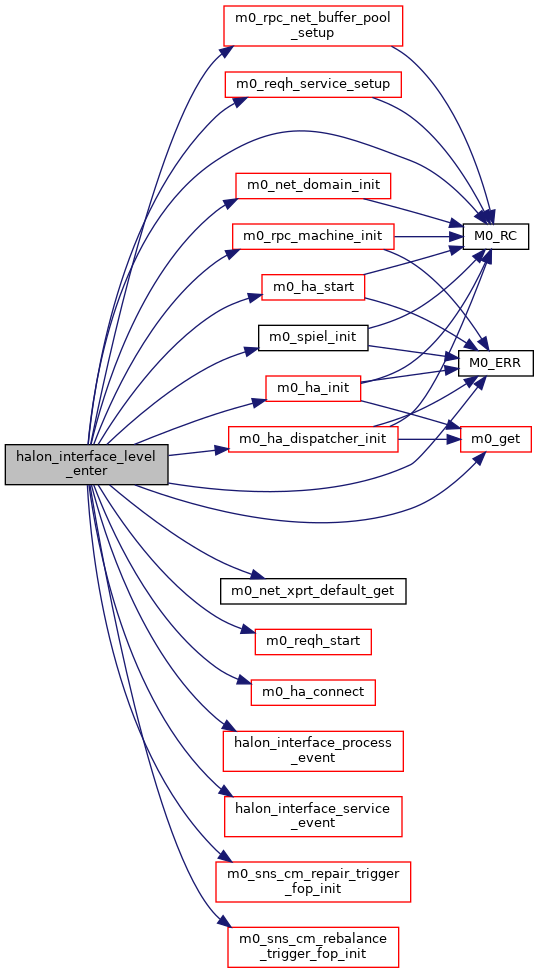 m0_rpc_net_buffer_pool
_setup
m0_reqh_service_setup
m0_net_domain_init
m0_rpc_machine_init
M0_RC
m0_ha_start
m0_spiel_init
M0_ERR
m0_ha_init
m0_ha_dispatcher_init
m0_get
halon_interface_level
_enter
m0_net_xprt_default_get
m0_reqh_start
m0_ha_connect
halon_interface_process
_event
halon_interface_service
_event
m0_sns_cm_repair_trigger
_fop_init
m0_sns_cm_rebalance
_trigger_fop_init